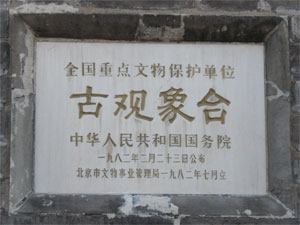 全国重点文物保护单位
古观象台
中华人民共和国国务院
一九八二年二月二十三日公布
北京市文物事业管理局一九八二年七月立